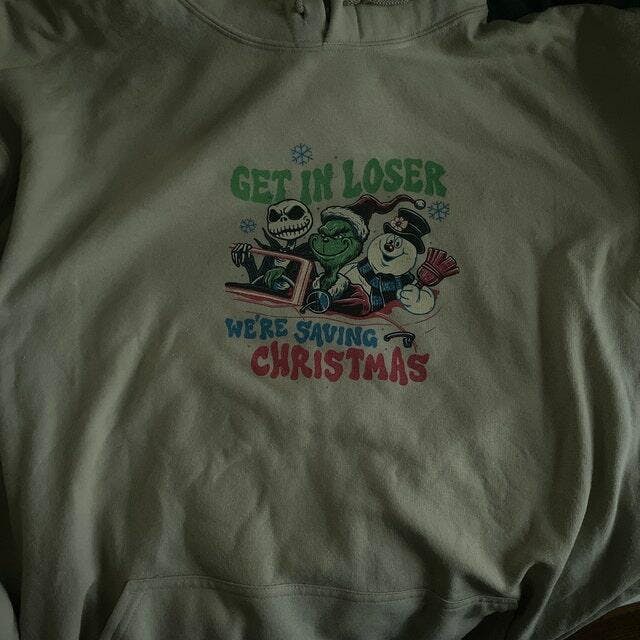 GET IN LOSER
WE'RE SAVING
CHRISTMAS